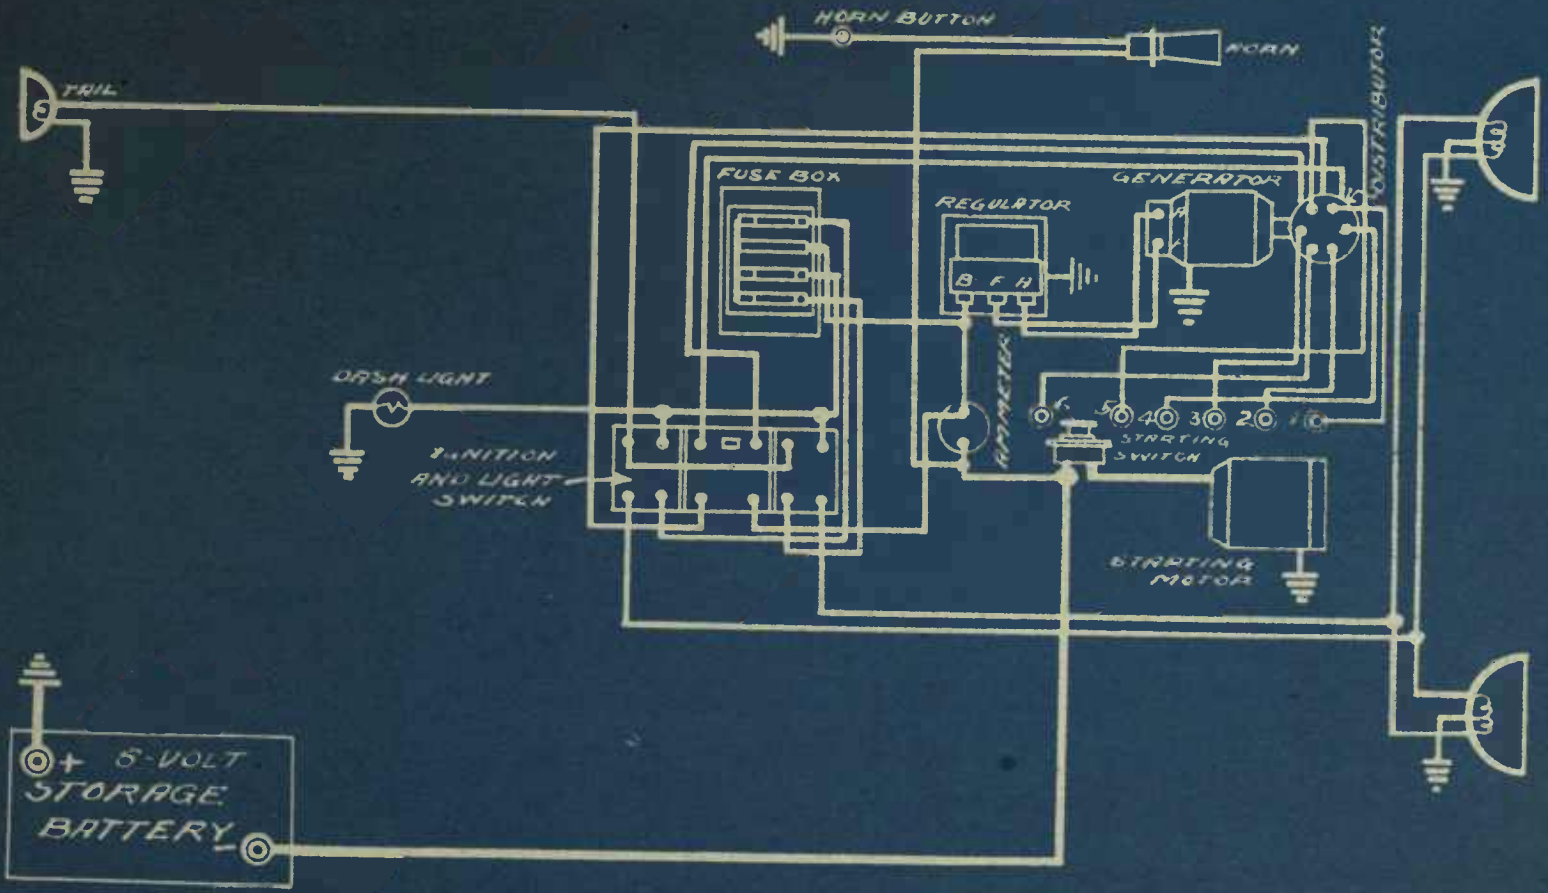 HORN BUTTON
HORN
DISTRIBUTOR
TAIL
FUSE BOX
GENERATOR
REGULATOR
A
B F A
DASH LIGHT
AMMETER
6 5 4 3 2 1
STARTING
SWITCH
IGNITION
AND LIGHT
SWITCH
STARTING
MOTOR
+ 6-VOLT
STORAGE
BATTERY
-